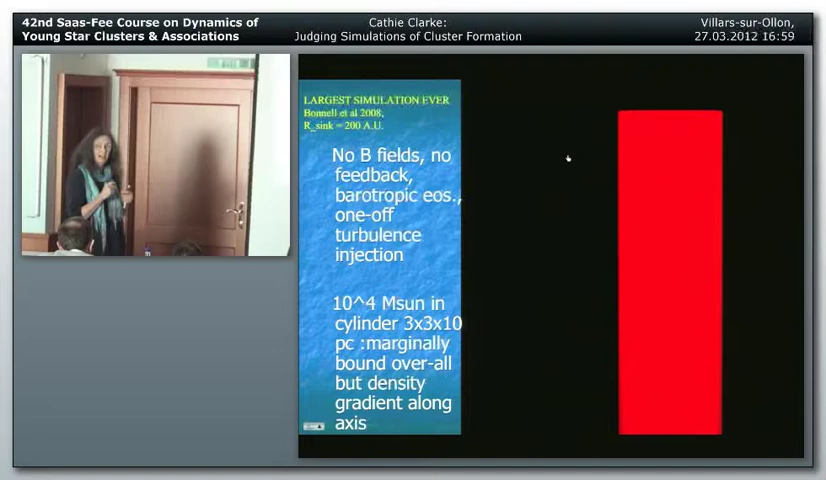 42nd Saas-Fee Course on Dynamics of
Young Star Clusters & Associations
Cathie Clarke:
Judging Simulations of Cluster Formation
Villars-sur-Ollon,
27.03.2012 16:59
LARGEST SIMULATION EVER
Bonnell et al 2008,
R_sink = 200 A.U.
No B fields, no
feedback,
barotropic eos.,
one-off
turbulence
injection
10^4 Msun in
cylinder 3x3x10
pc :marginally
bound over-all
but density
gradient along
axis